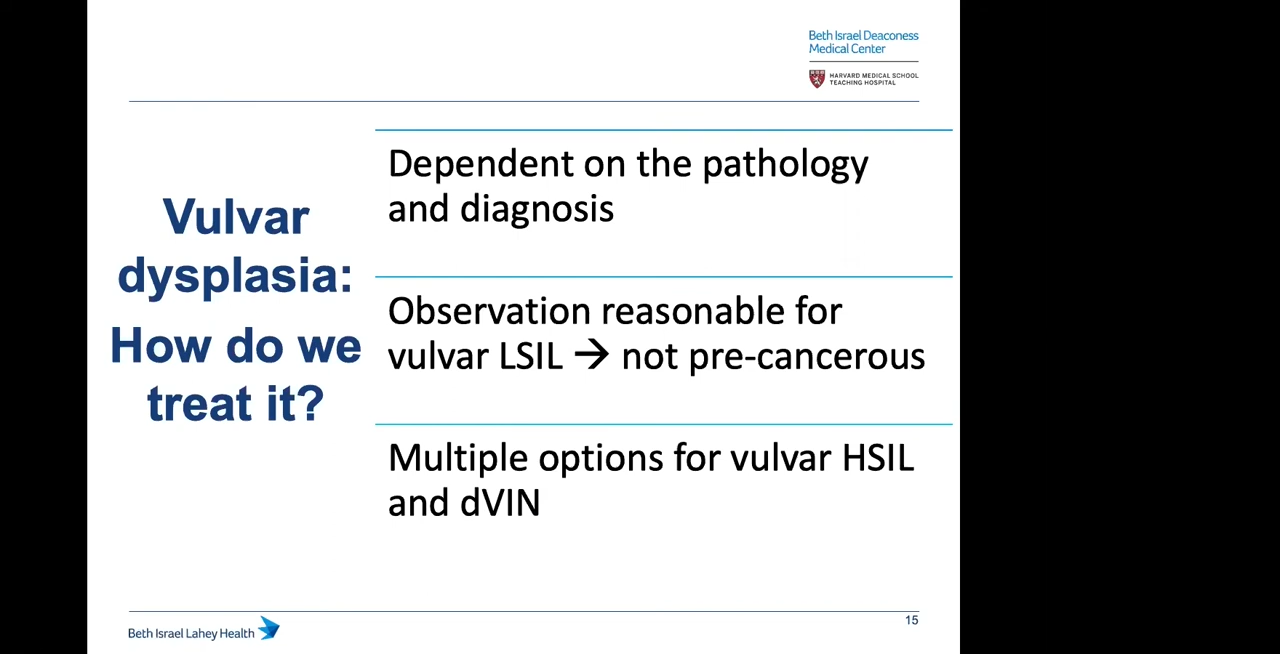 Beth Israel Deaconess
Medical Center
HARVARD MEDICAL SCHOOL
TEACHING HOSPITAL
Vulvar
dysplasia:
How do we
treat it?
Dependent on the pathology
and diagnosis
Observation reasonable for
vulvar LSIL → not pre-cancerous
Multiple options for vulvar HSIL
and dVIN
Beth Israel Lahey Health
15